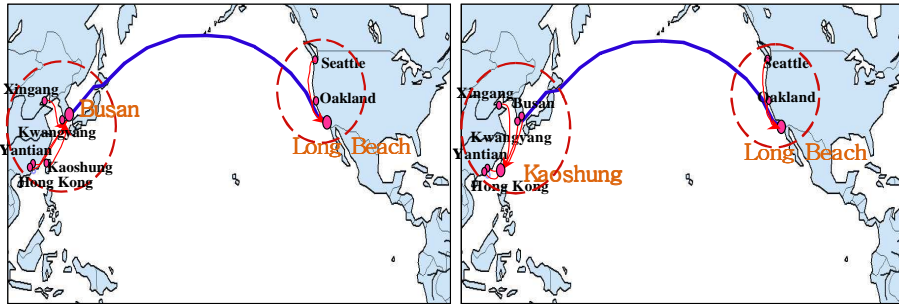 Seattle
Xingang
Oakland
Busan
Kwangyang
Long Beach
Yantian
Kaoshung
Hong Kong
Seattle
Xingang
Busan
Oakland
Kwangyang
Long Beach
Yantian
Kaoshung
Hong Kong